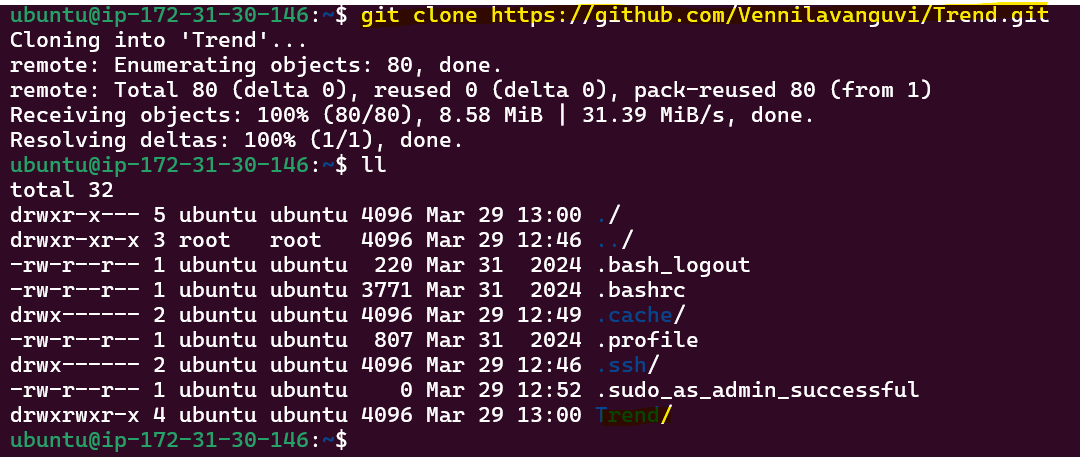 ubuntu@ip-172-31-30-146:~$ git clone https://github.com/Vennilavanguvi/Trend.git
Cloning into 'Trend'...
remote: Enumerating objects: 80, done.
remote: Total 80 (delta 0), reused 0 (delta 0), pack-reused 80 (from 1)
Receiving objects: 100% (80/80), 8.58 MiB | 31.39 MiB/s, done.
Resolving deltas: 100% (1/1), done.
ubuntu@ip-172-31-30-146:~$ ll
total 32
drwxr-x--- 5 ubuntu ubuntu 4096 Mar 29 13:00 ./
drwxr-xr-x 3 root   root   4096 Mar 29 12:46 ../
-rw-r--r-- 1 ubuntu ubuntu  220 Mar 31  2024 .bash_logout
-rw-r--r-- 1 ubuntu ubuntu 3771 Mar 31  2024 .bashrc
drwx------ 2 ubuntu ubuntu 4096 Mar 29 12:49 .cache/
-rw-r--r-- 1 ubuntu ubuntu  807 Mar 31  2024 .profile
drwx------ 2 ubuntu ubuntu 4096 Mar 29 12:46 .ssh/
-rw-r--r-- 1 ubuntu ubuntu    0 Mar 29 12:52 .sudo_as_admin_successful
drwxrwxr-x 4 ubuntu ubuntu 4096 Mar 29 13:00 Trend/
ubuntu@ip-172-31-30-146:~$